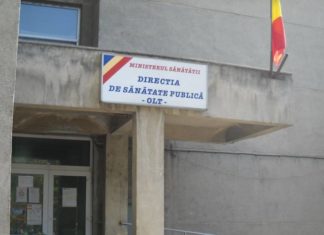 MINISTERUL SĂNĂTĂȚII
DIRECȚIA
DE SĂNĂTATE PUBLICĂ
- OLT -